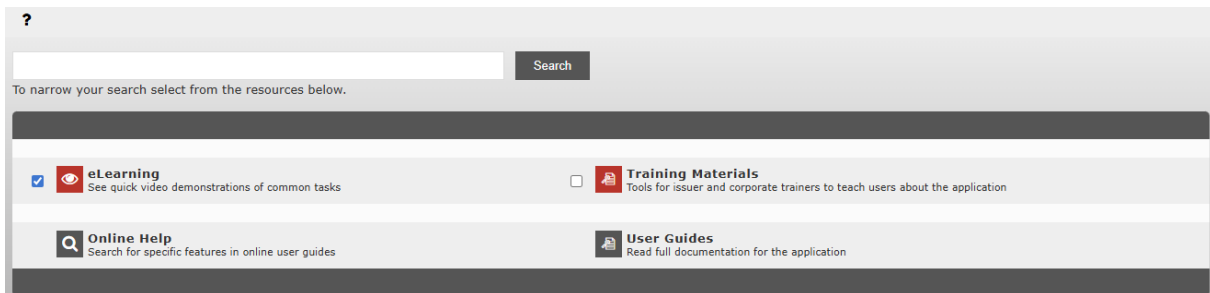 ?
Search
To narrow your search select from the resources below.
eLearning
See quick video demonstrations of common tasks
Training Materials
Tools for issuer and corporate trainers to teach users about the application
Online Help
Search for specific features in online user guides
User Guides
Read full documentation for the application